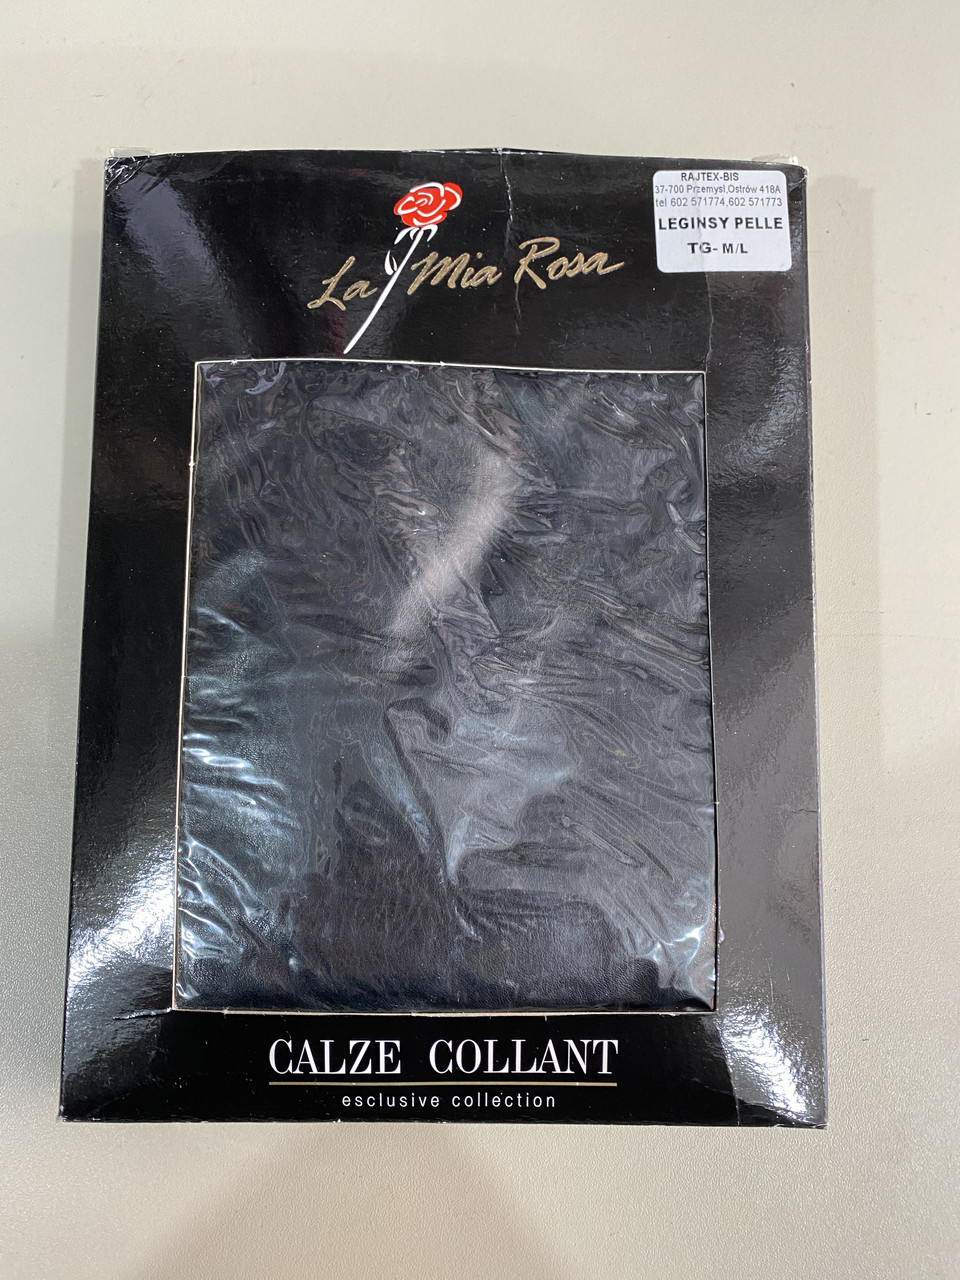 RAJTEX-BIS
37-700 Przemyśl,Ostrów 418A
tel 602 571774,602 571773
LEGINSY PELLE
TG- M/L
La Mia Rosa
CALZE COLLANT
esclusive collection